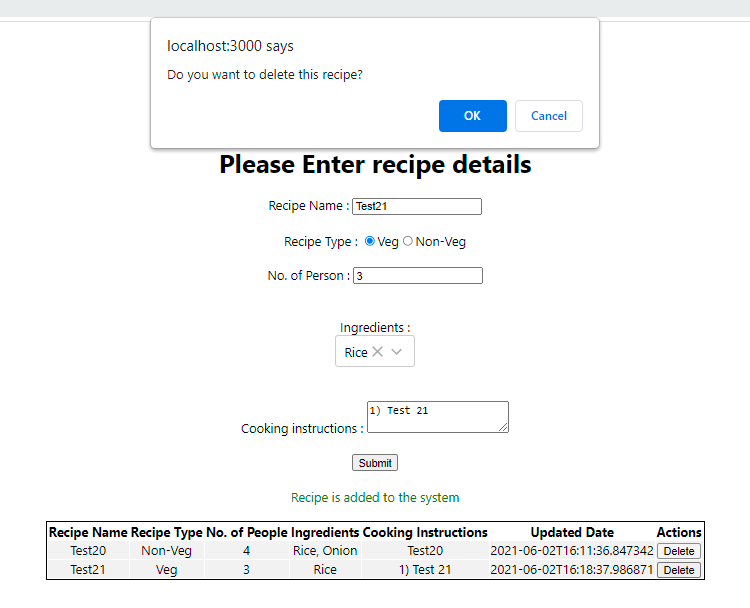 localhost:3000 says
Do you want to delete this recipe?
OK Cancel
Please Enter recipe details
Recipe Name : Test21
Recipe Type : Veg Non-Veg
No. of Person : 3
Ingredients :
Rice
1) Test 21
Cooking instructions :
Submit
Recipe is added to the system
Recipe Name Recipe Type No. of People Ingredients Cooking Instructions Updated Date Actions
Test20 Non-Veg 4 Rice, Onion Test20 2021-06-02T16:11:36.847342 Delete
Test21 Veg 3 Rice 1) Test 21 2021-06-02T16:18:37.986871 Delete